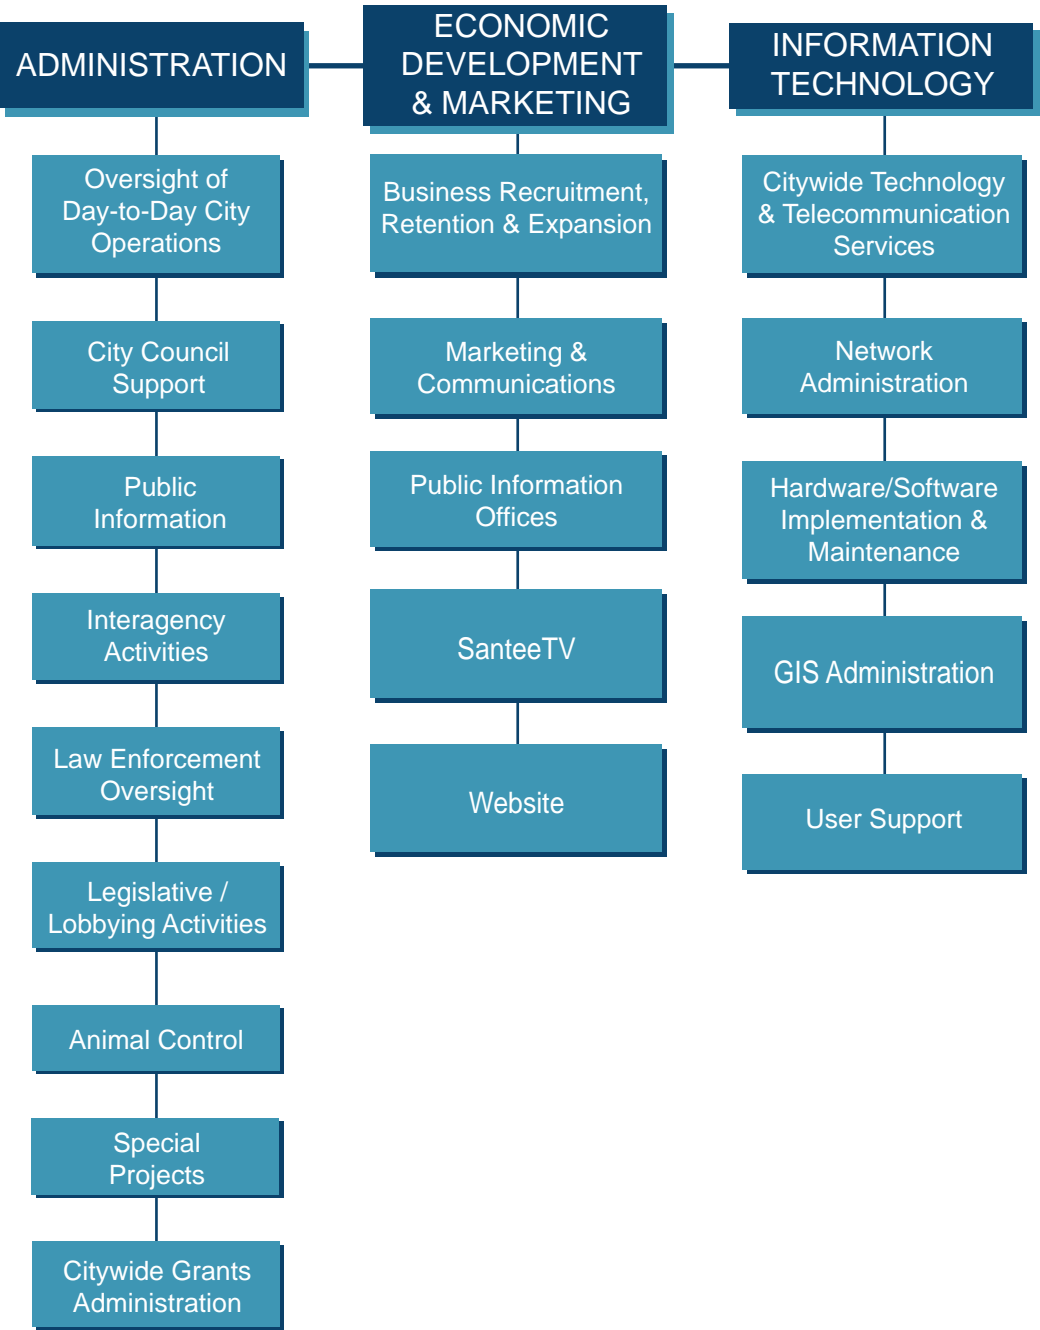 ADMINISTRATION
Oversight of
Day-to-Day City
Operations
City Council
Support
Public
Information
Interagency
Activities
Law Enforcement
Oversight
Legislative /
Lobbying Activities
Animal Control
Special
Projects
Citywide Grants
Administration
ECONOMIC
DEVELOPMENT
& MARKETING
Business Recruitment,
Retention & Expansion
Marketing &
Communications
Public Information
Offices
SanteeTV
Website
INFORMATION
TECHNOLOGY
Citywide Technology
& Telecommunication
Services
Network
Administration
Hardware/Software
Implementation &
Maintenance
GIS Administration
User Support